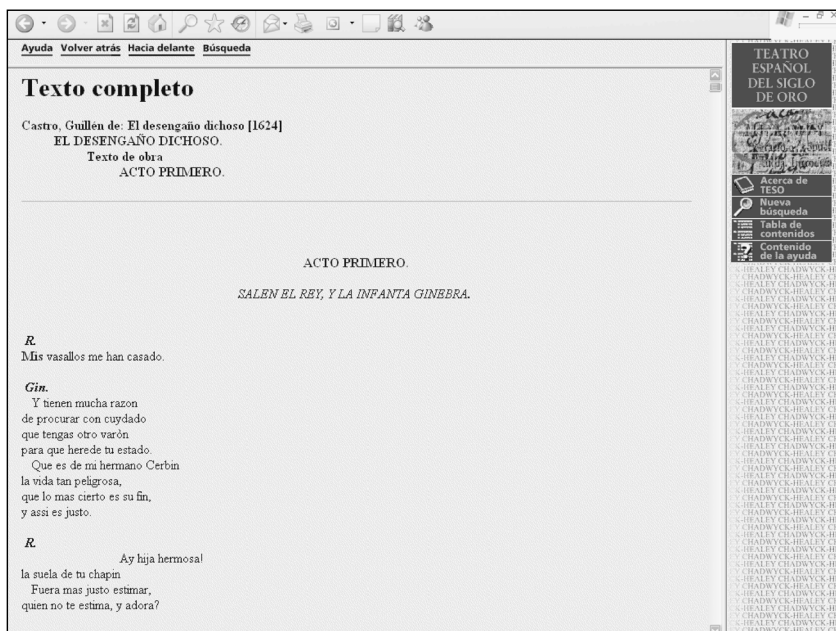 Ayuda Volver atrás Hacia delante Búsqueda
Texto completo
Castro, Guillén de: El desengaño dichoso [1624]
EL DESENGAÑO DICHOSO.
Texto de obra
ACTO PRIMERO.
ACTO PRIMERO.
SALEN EL REY, Y LA INFANTA GINEBRA.
R.
Mis vasallos me han casado.
Gin.
Y tienen mucha razon
de procurar con cuydado
que tengas otro varòn
para que herede tu estado.
Que es de mi hermano Cerbin
la vida tan peligrosa,
que lo mas cierto es su fin,
y assi es justo.
R.
Ay hija hermosa!
la suela de tu chapin
Fuera mas justo estimar,
quien no te estima, y adora?
TEATRO
ESPAÑOL
DEL SIGLO
DE ORO
Acerca de
TESO
Nueva
búsqueda
Tabla de
contenidos
Contenido
de la ayuda